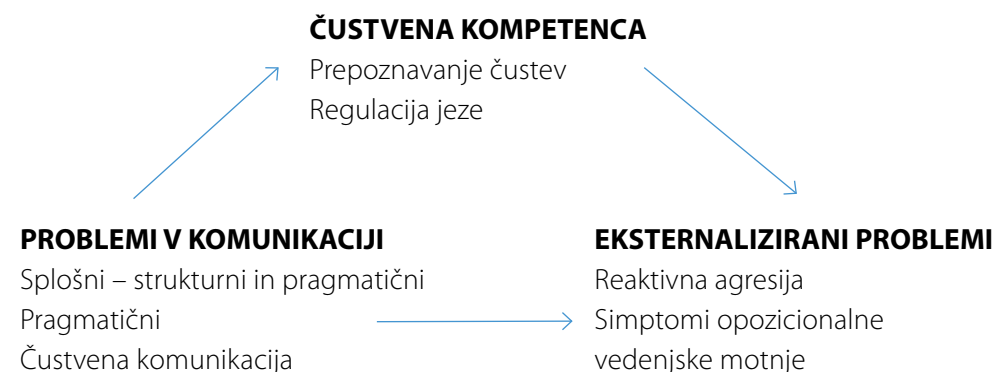 ČUSTVENA KOMPETENCA
Prepoznavanje čustev
Regulacija jeze
PROBLEMI V KOMUNIKACIJI
Splošni – strukturni in pragmatični
Pragmatični
Čustvena komunikacija
EKSTERNALIZIRANI PROBLEMI
Reaktivna agresija
Simptomi opozicionalne
vedenjske motnje